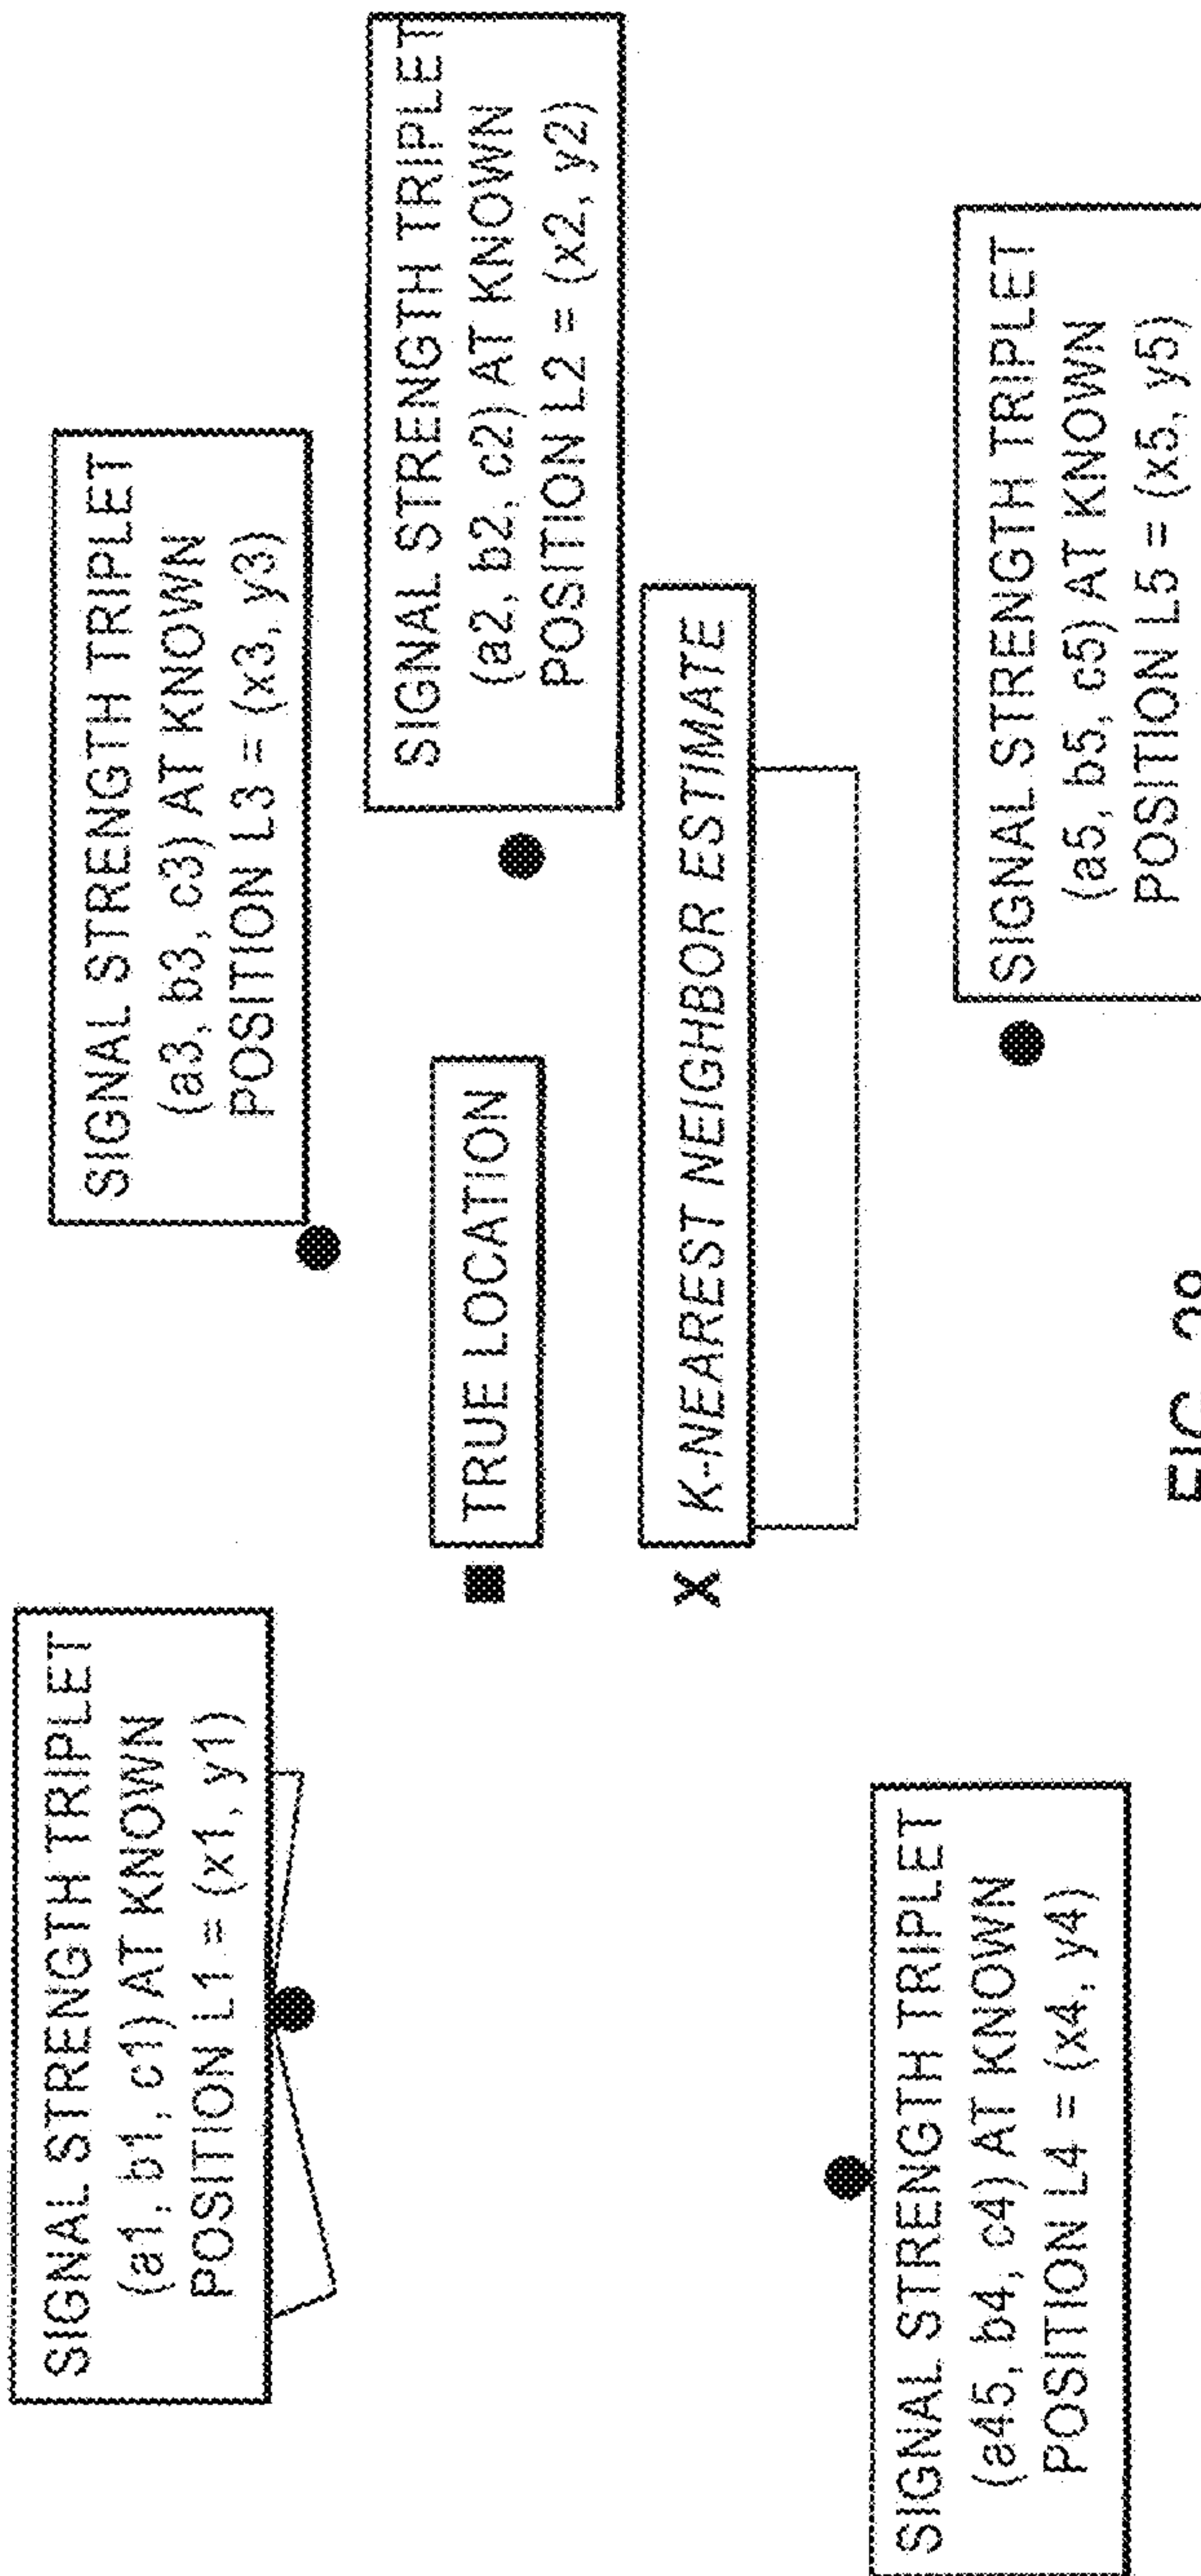 SIGNAL STRENGTH TRIPLET
(a1, b1, c1) AT KNOWN
POSITION L1 = (x1, y1)
SIGNAL STRENGTH TRIPLET
(a3, b3, c3) AT KNOWN
POSITION L3 = (x3, y3)
SIGNAL STRENGTH TRIPLET
(a2, b2, c2) AT KNOWN
POSITION L2 = (x2, y2)
TRUE LOCATION
X K-NEAREST NEIGHBOR ESTIMATE
SIGNAL STRENGTH TRIPLET
(a45, b4, c4) AT KNOWN
POSITION L4 = (x4, y4)
SIGNAL STRENGTH TRIPLET
(a5, b5, c5) AT KNOWN
POSITION L5 = (x5, y5)
FIG.